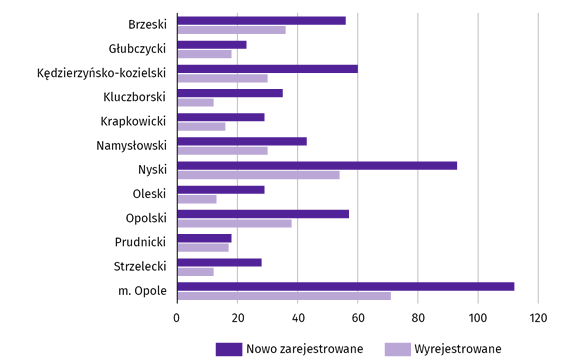 Brzeski
Głubczycki
Kędzierzyńsko-kozielski
Kluczborski
Krapkowicki
Namysłowski
Nyski
Oleski
Opolski
Prudnicki
Strzelecki
m. Opole
0 20 40 60 80 100 120
Nowo zarejestrowane Wyrejestrowane